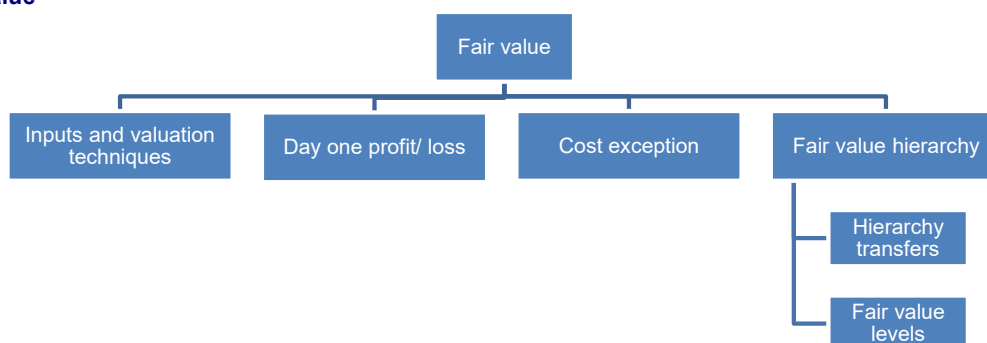 Fair value
Inputs and valuation
techniques
Day one profit/ loss
Cost exception
Fair value hierarchy
Hierarchy
transfers
Fair value
levels